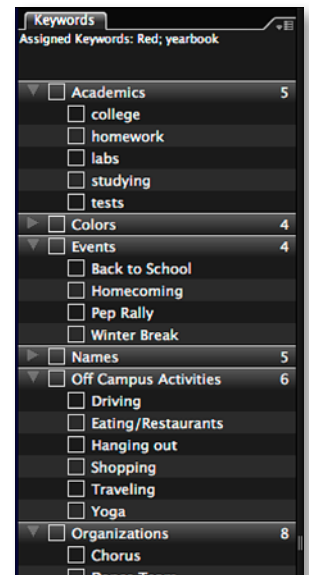 Keywords
Assigned Keywords: Red; yearbook
Academics 5
college
homework
labs
studying
tests
Colors 4
Events 4
Back to School
Homecoming
Pep Rally
Winter Break
Names 5
Off Campus Activities 6
Driving
Eating/Restaurants
Hanging out
Shopping
Traveling
Yoga
Organizations 8
Chorus